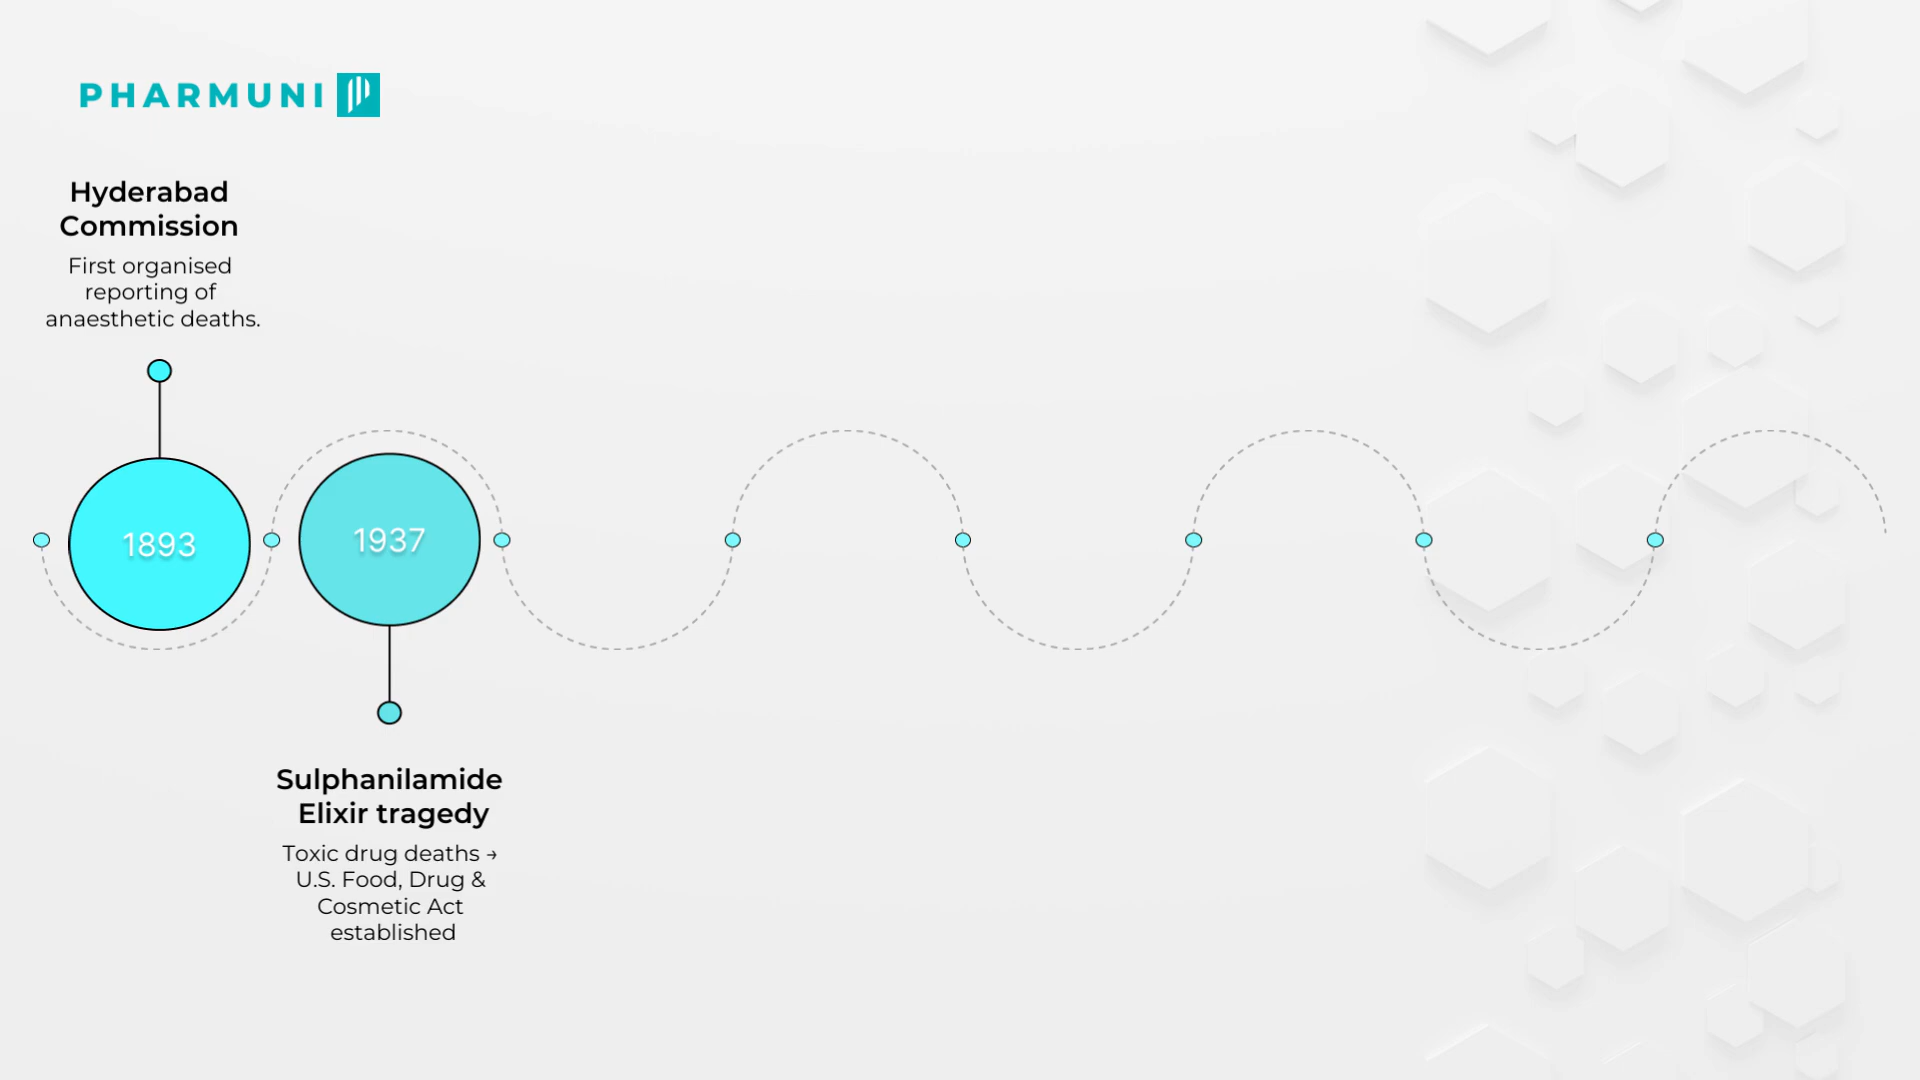 PHARMUNI
Hyderabad
Commission
First organised
reporting of
anaesthetic deaths.
1893
1937
Sulphanilamide
Elixir tragedy
Toxic drug deaths →
U.S. Food, Drug &
Cosmetic Act
established